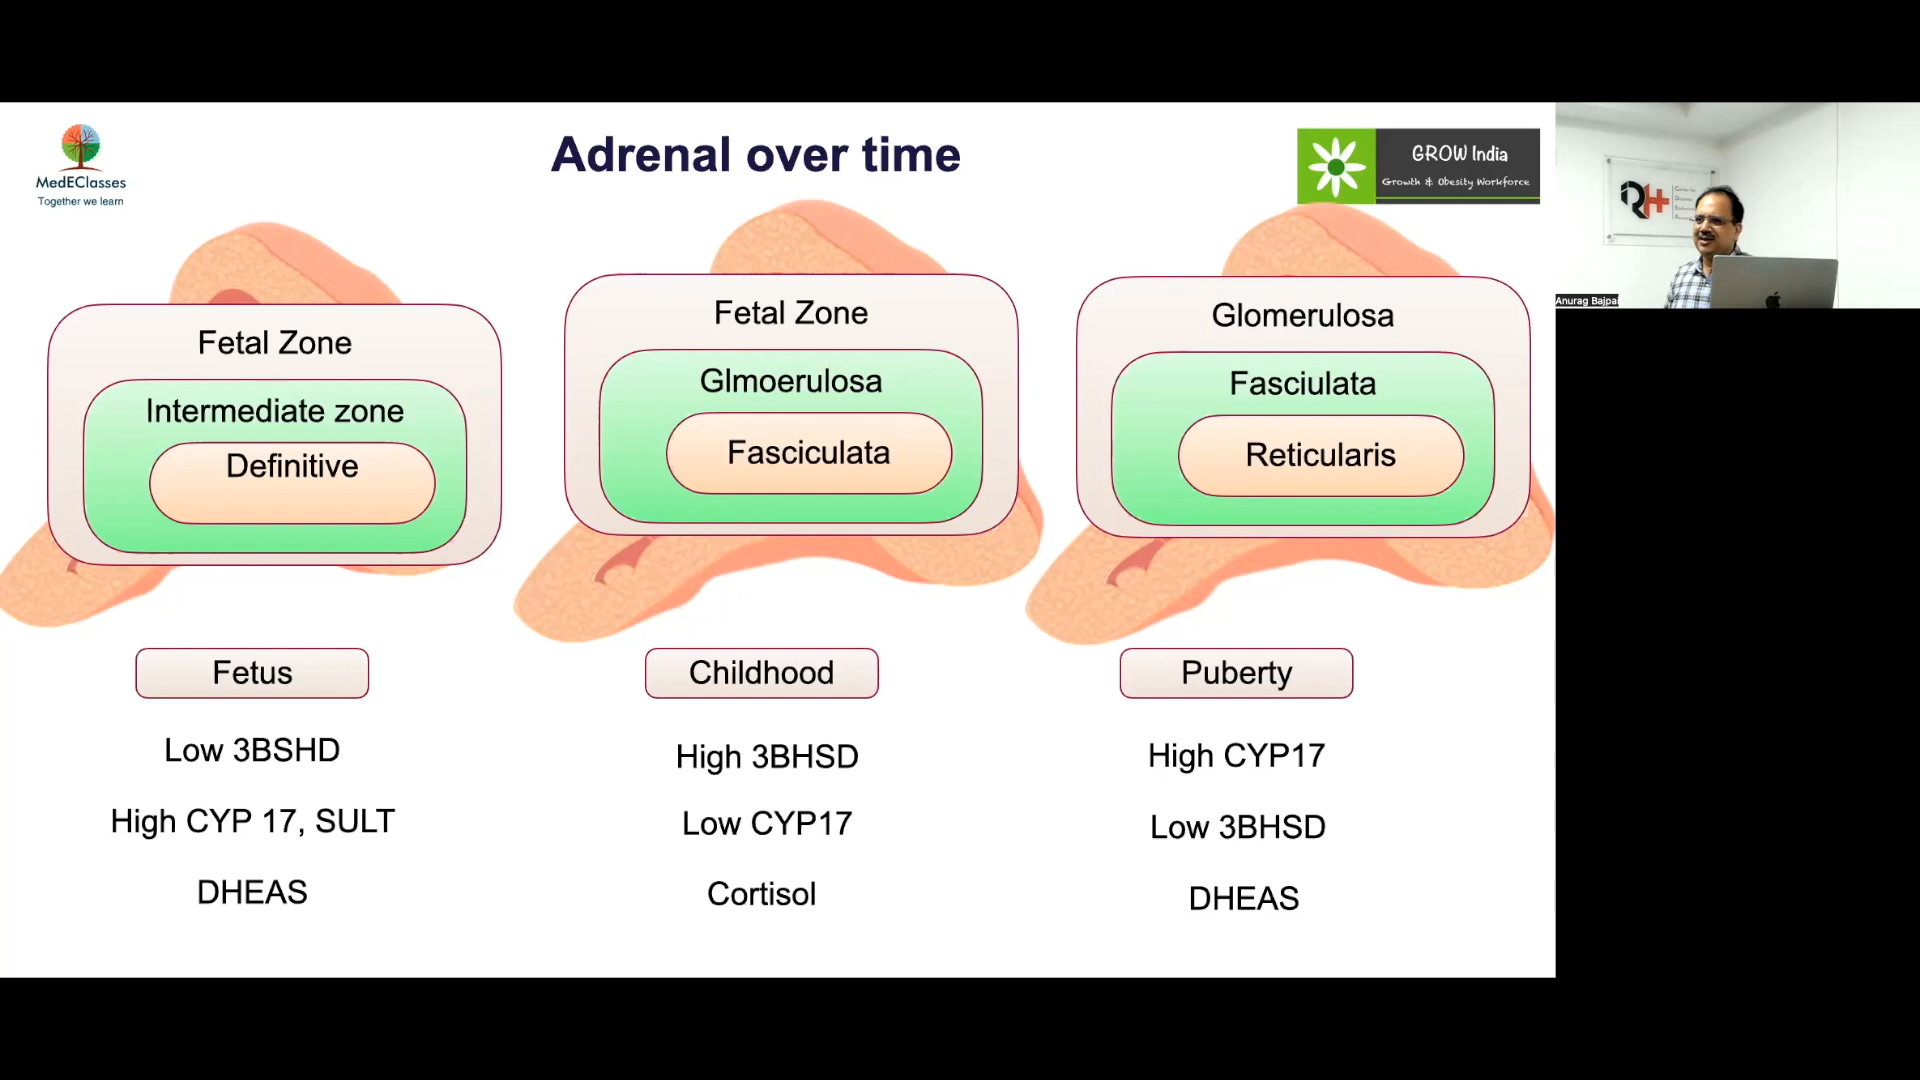 MedEClasses
Together we learn
Adrenal over time
GROW India
Growth & Obesity Workforce
RH
Anurag Bajpai
Fetal Zone
Intermediate zone
Definitive
Fetal Zone
Glmoerulosa
Fasciculata
Glomerulosa
Fasciulata
Reticularis
Fetus
Childhood
Puberty
Low 3BSHD
High 3BHSD
High CYP17
High CYP 17, SULT
Low CYP17
Low 3BHSD
DHEAS
Cortisol
DHEAS